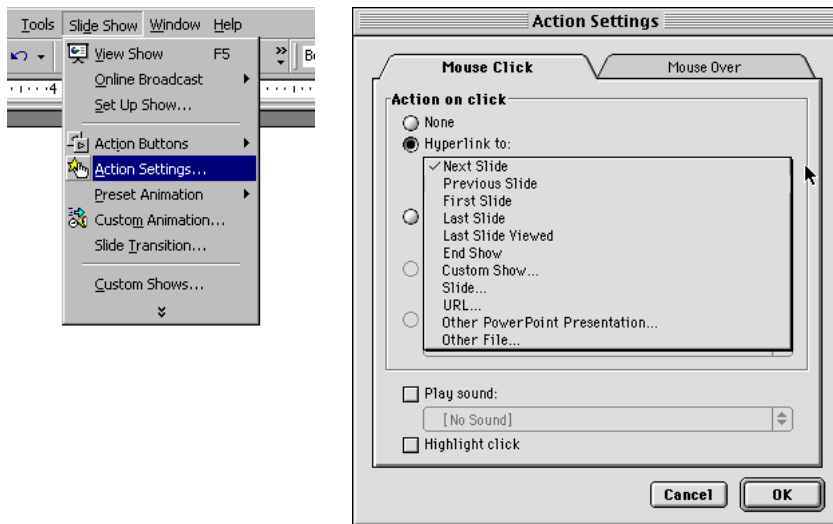 Tools Slide Show Window Help
View Show F5
Online Broadcast
Set Up Show...
Action Buttons
Action Settings...
Preset Animation
Custom Animation...
Slide Transition...
Custom Shows...
4
Action Settings
Mouse Click Mouse Over
Action on click
None
Hyperlink to:
Next Slide
Previous Slide
First Slide
Last Slide
Last Slide Viewed
End Show
Custom Show...
Slide...
URL...
Other PowerPoint Presentation...
Other File...
Play sound:
[No Sound]
Highlight click
Cancel OK